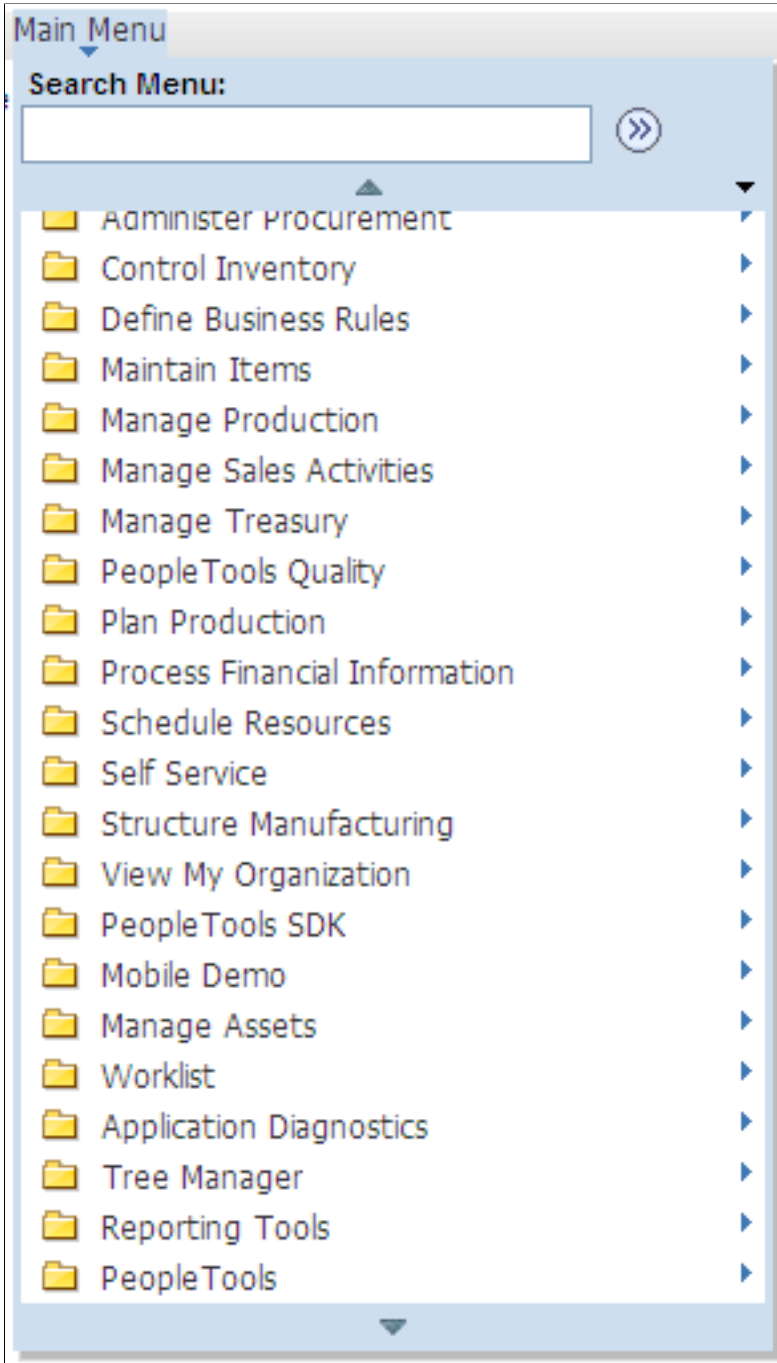 Main Menu
Search Menu:
Administer Procurement
Control Inventory
Define Business Rules
Maintain Items
Manage Production
Manage Sales Activities
Manage Treasury
PeopleTools Quality
Plan Production
Process Financial Information
Schedule Resources
Self Service
Structure Manufacturing
View My Organization
PeopleTools SDK
Mobile Demo
Manage Assets
Worklist
Application Diagnostics
Tree Manager
Reporting Tools
PeopleTools